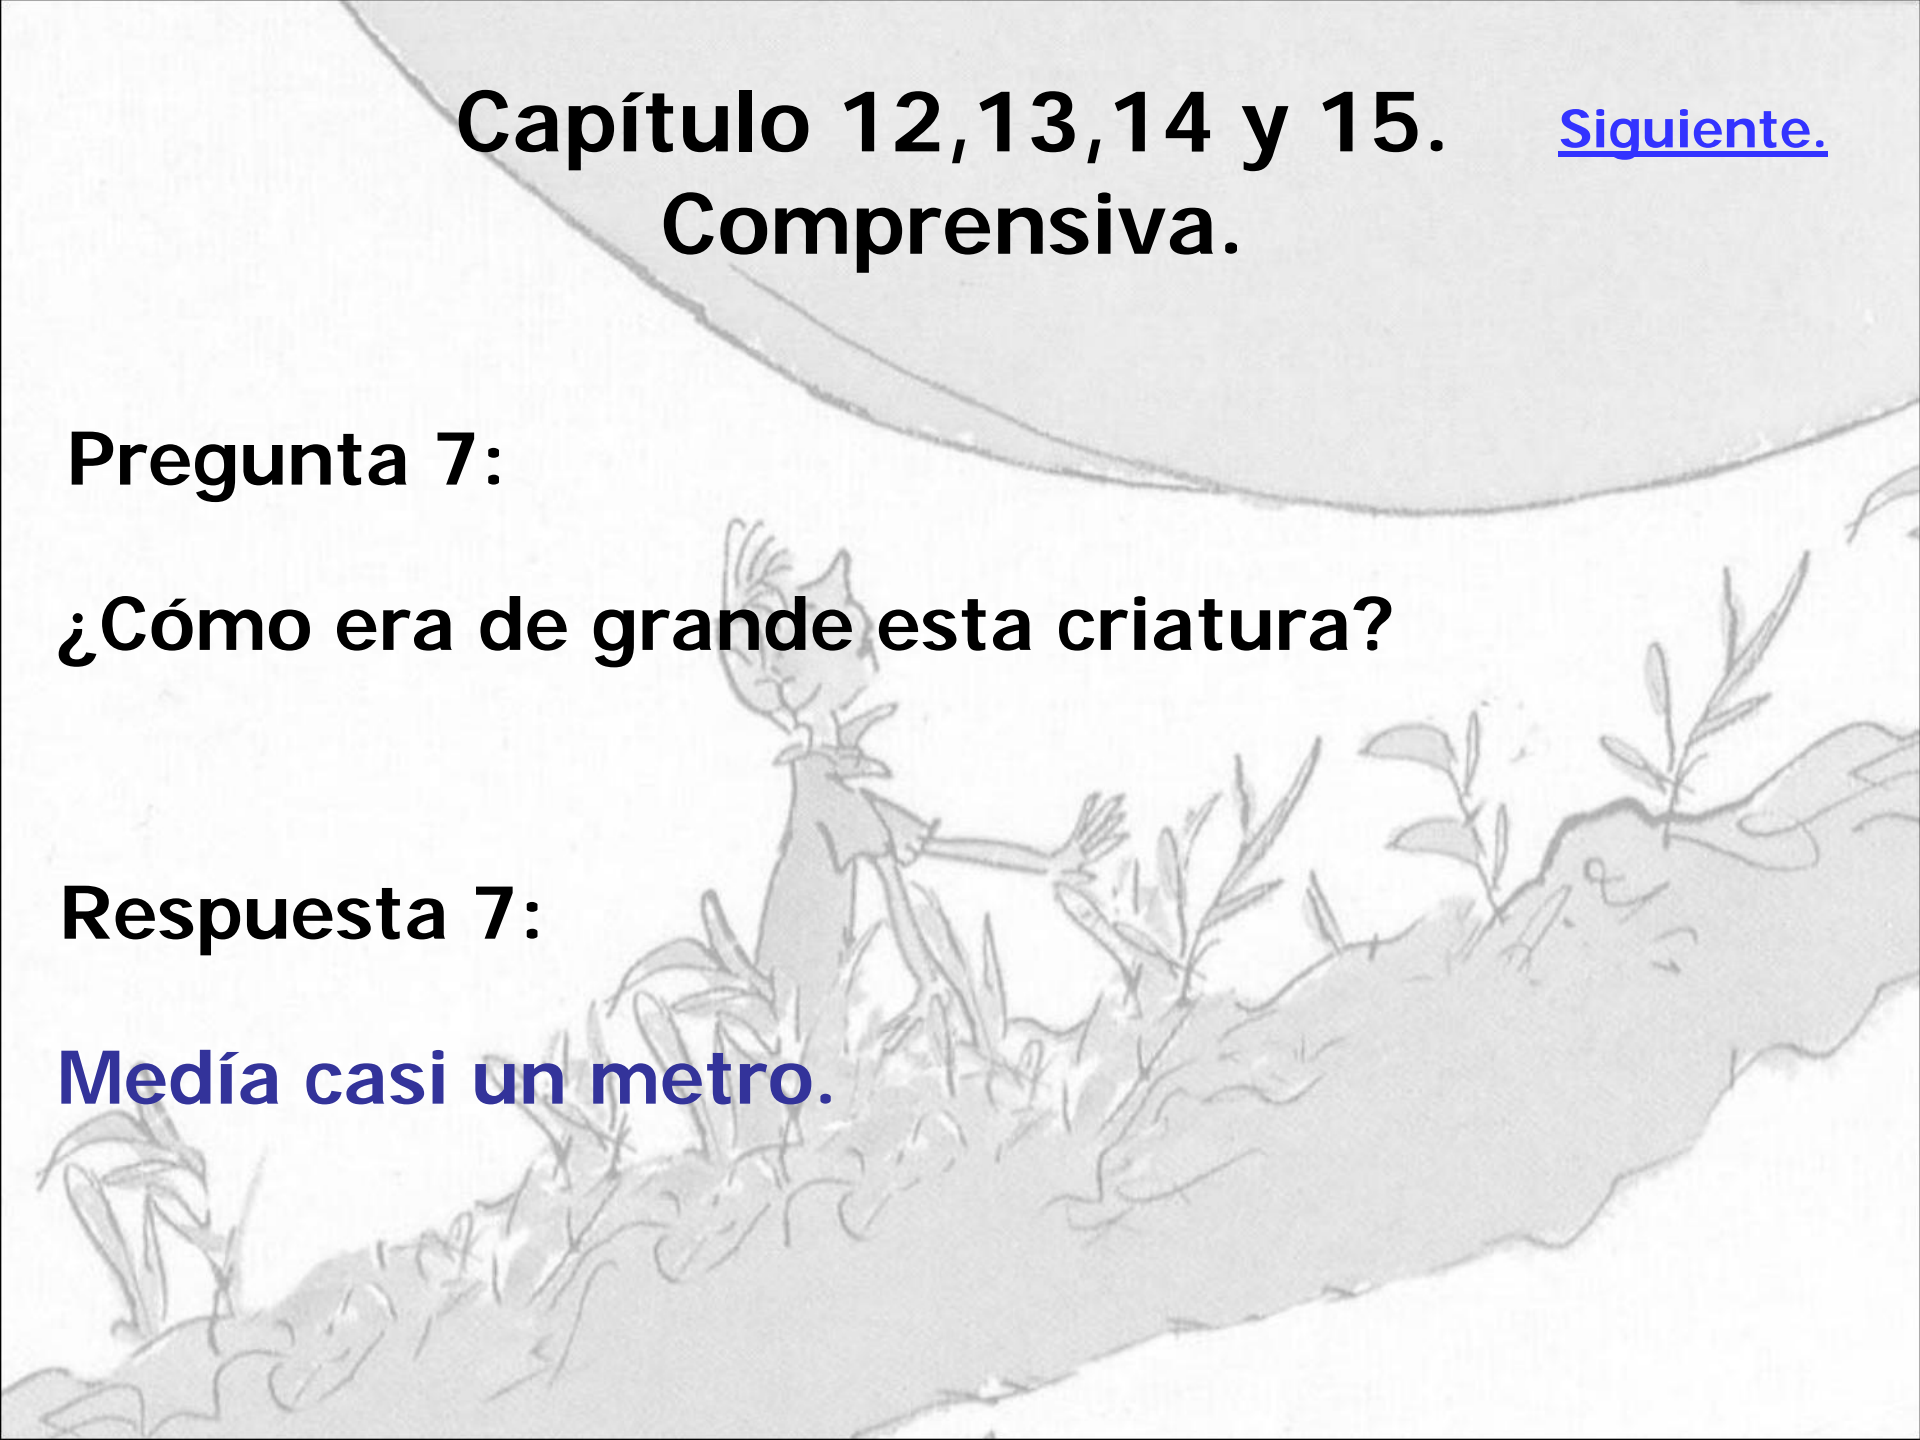 Capítulo 12,13,14 y 15.
Siguiente.
Comprensiva.
Pregunta 7:
¿Cómo era de grande esta criatura?
Respuesta 7:
Medía casi un metro.